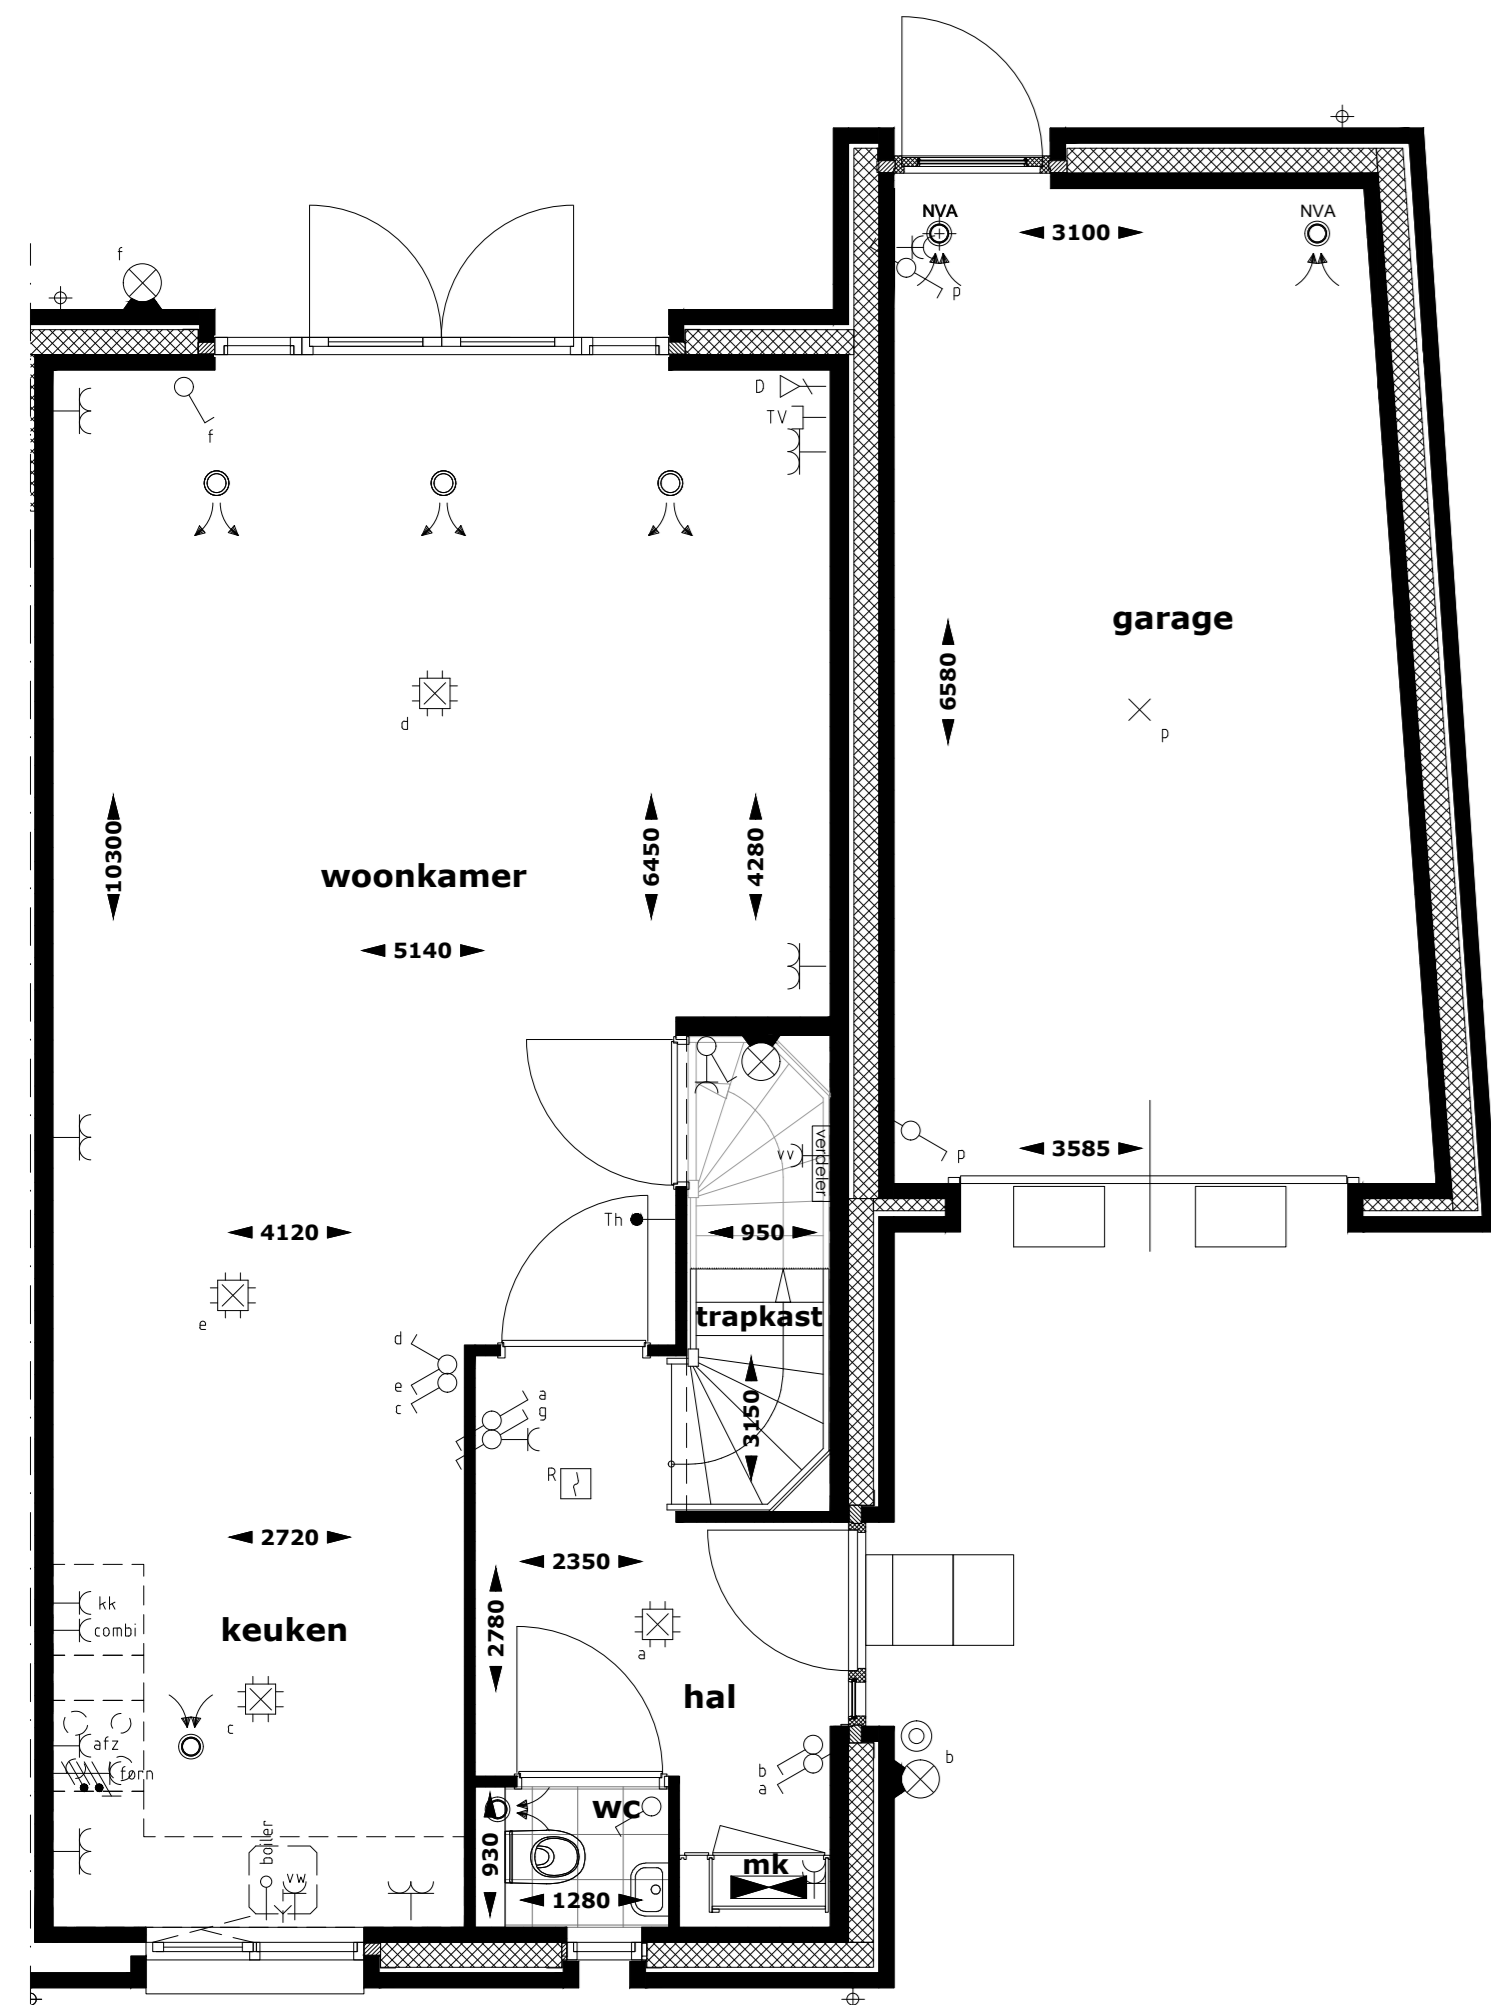 NVA
NVA
3100
p
f
D
TV
f
garage
6580
p
d
10300
woonkamer
6450
4280
5140
p
3585
verdeler
vv
Th
4120
950
e
trapkast
d
e
c
a
g
3150
R
2720
2350
kk
combi
keuken
2780
a
hal
c
afz
forn
b
a
b
wc
boiler
930
vw
mk
1280